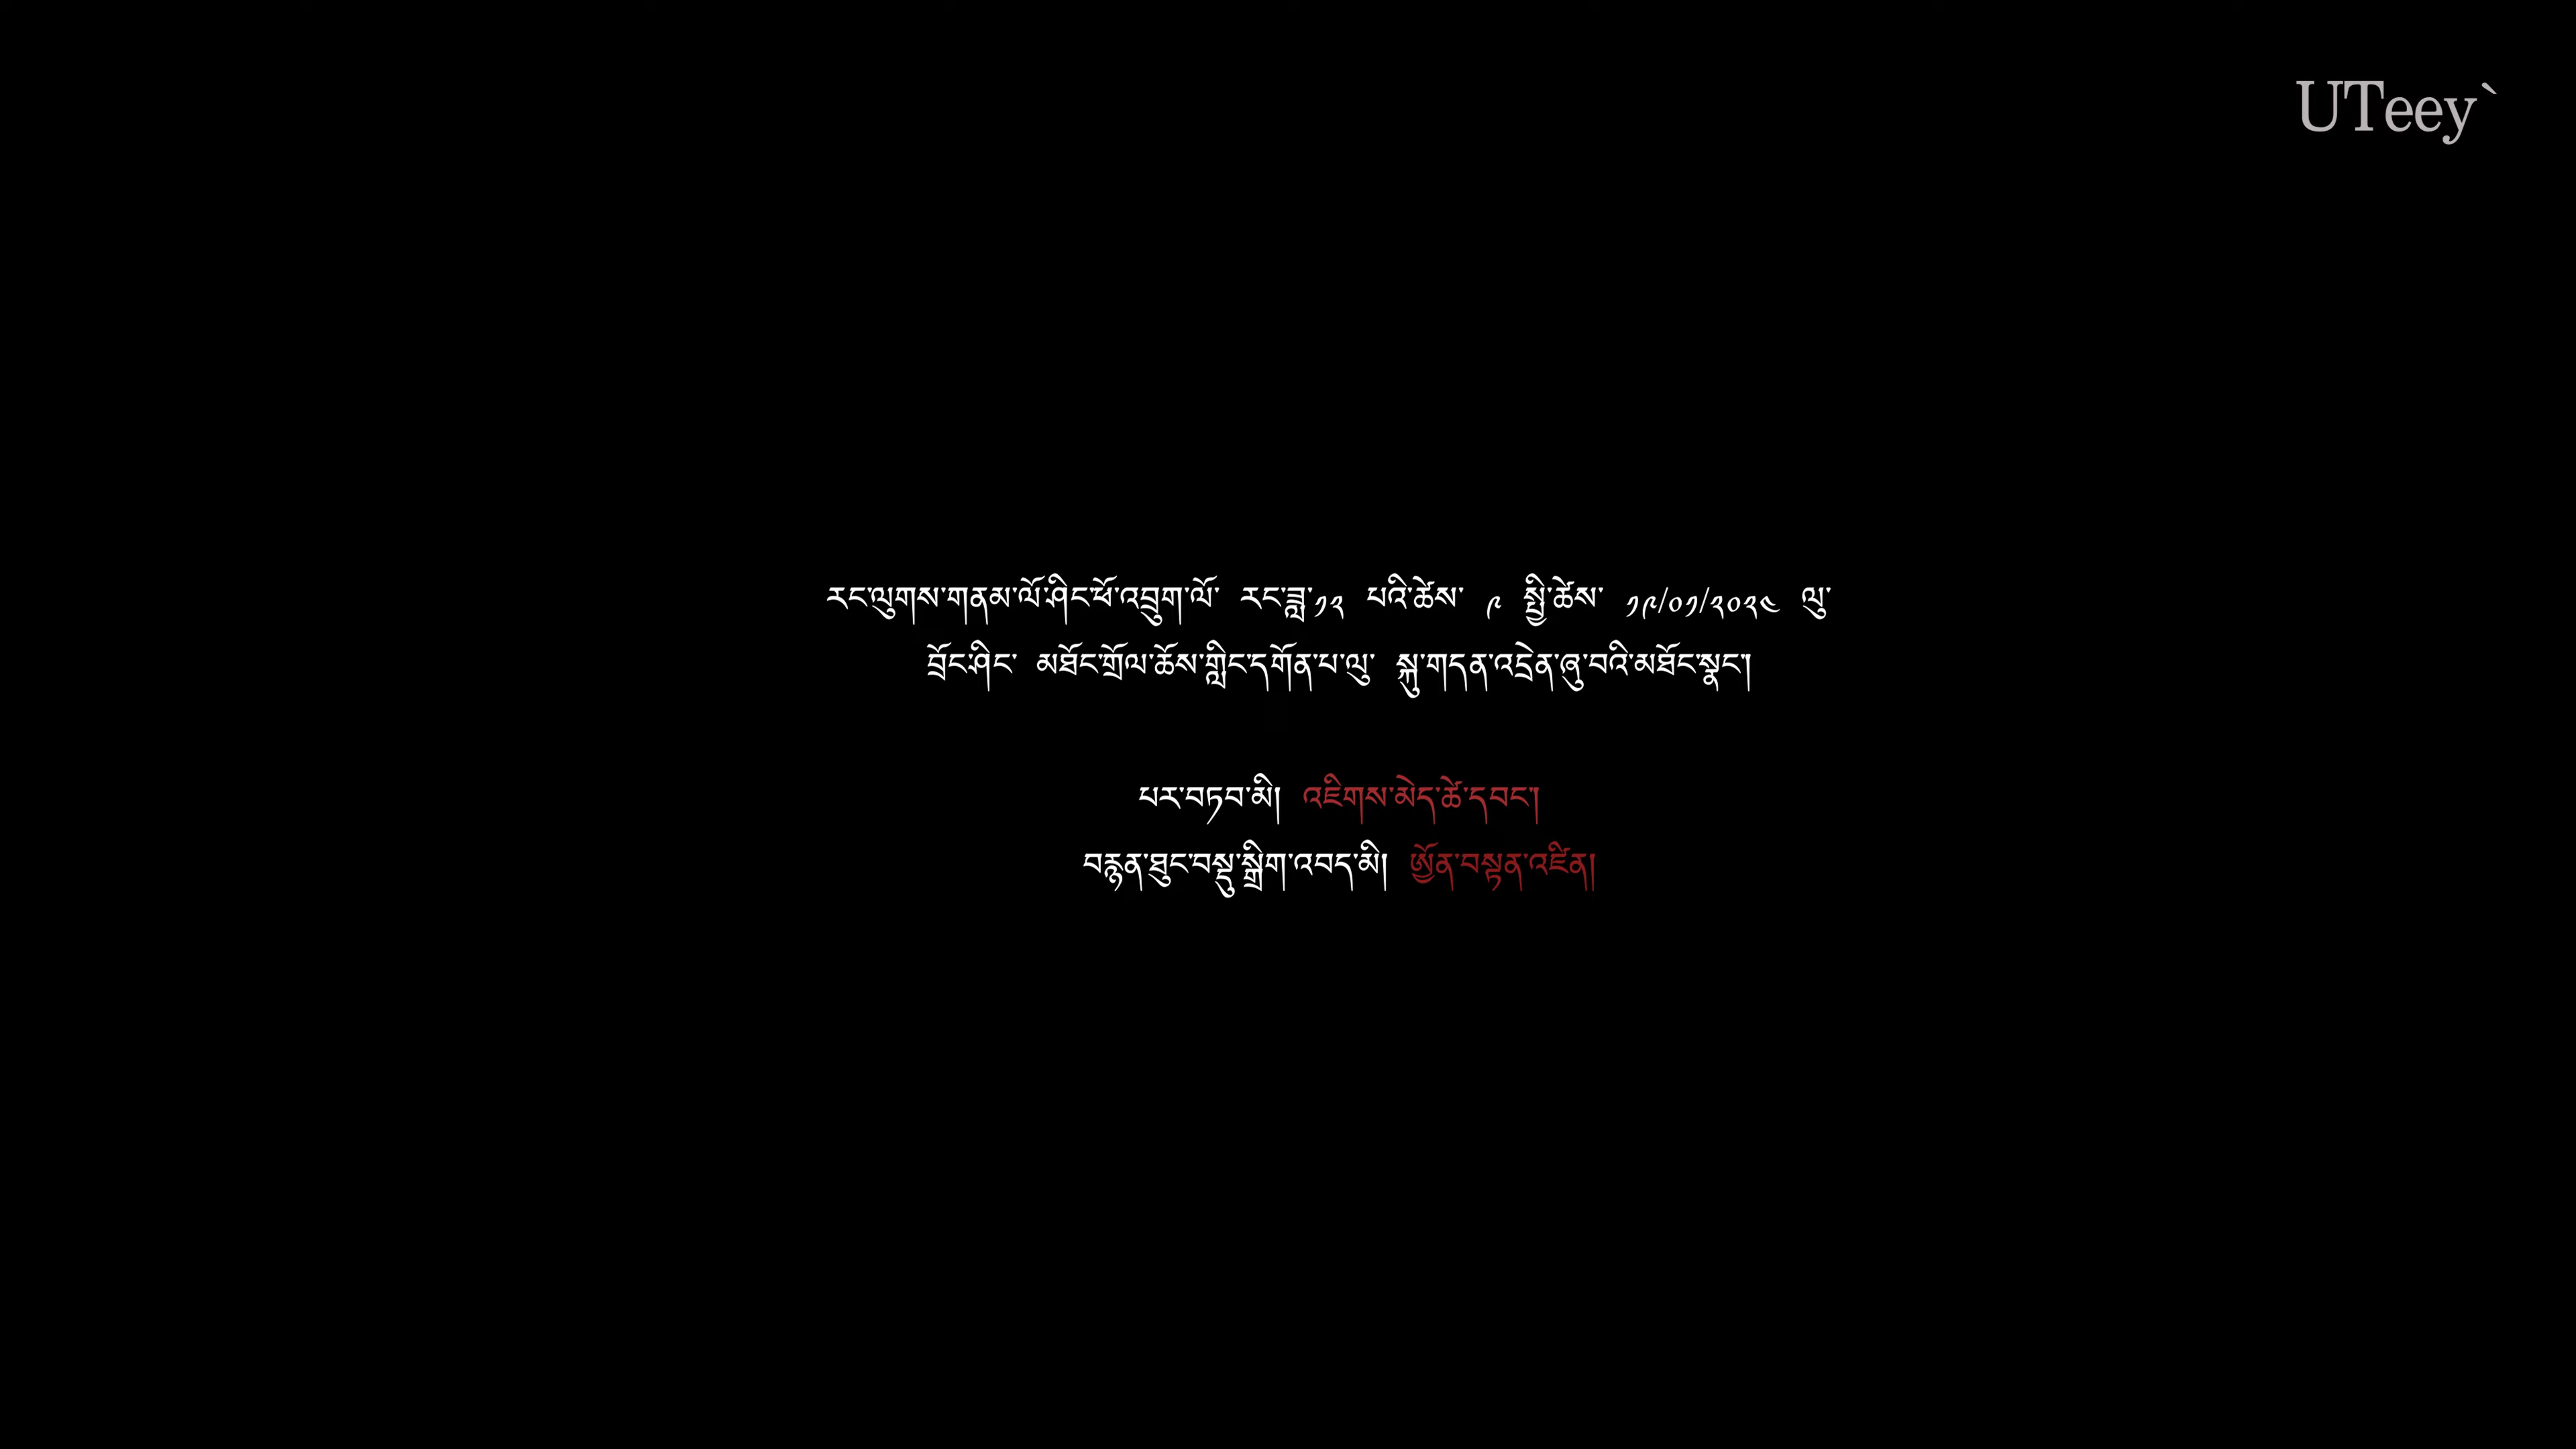 UTeey`
རང་ལུགས་གནམ་ལོ་ཤིང་ཕོ་འབྲུག་ལོ་ རང་ཟླ་༡༢ པའི་ཚེས་ ༩ སྤྱི་ཚེས་ ༡༩/༠༡/༢༠༢༤ ལུ་
བྲོང་ཤིང་ མཐོང་གྲོལ་ཆོས་གླིང་དགོན་པ་ལུ་ སྐུ་གདན་འདྲེན་ཞུ་བའི་མཐོང་སྣང་།
པར་བཏབ་མི། འཇིགས་མེད་ཚེ་དབང་།
བརྙན་ཐུང་བསྡུ་སྒྲིག་འབད་མི། ཨྱོན་བསྟན་འཛིན།